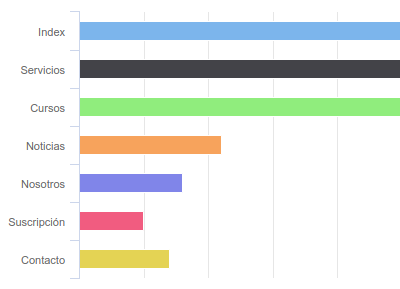 Index
Servicios
Cursos
Noticias
Nosotros
Suscripción
Contacto